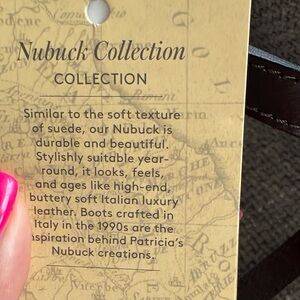 Nubuck Collection
COLLECTION
Similar to the soft texture
of suede, our Nubuck is
durable and beautiful.
Stylishly suitable year-
round, it looks, feels,
and ages like high-end,
buttery soft Italian luxury
leather. Boots crafted in
Italy in the 1990s are the
inspiration behind Patricia's
Nubuck creations.